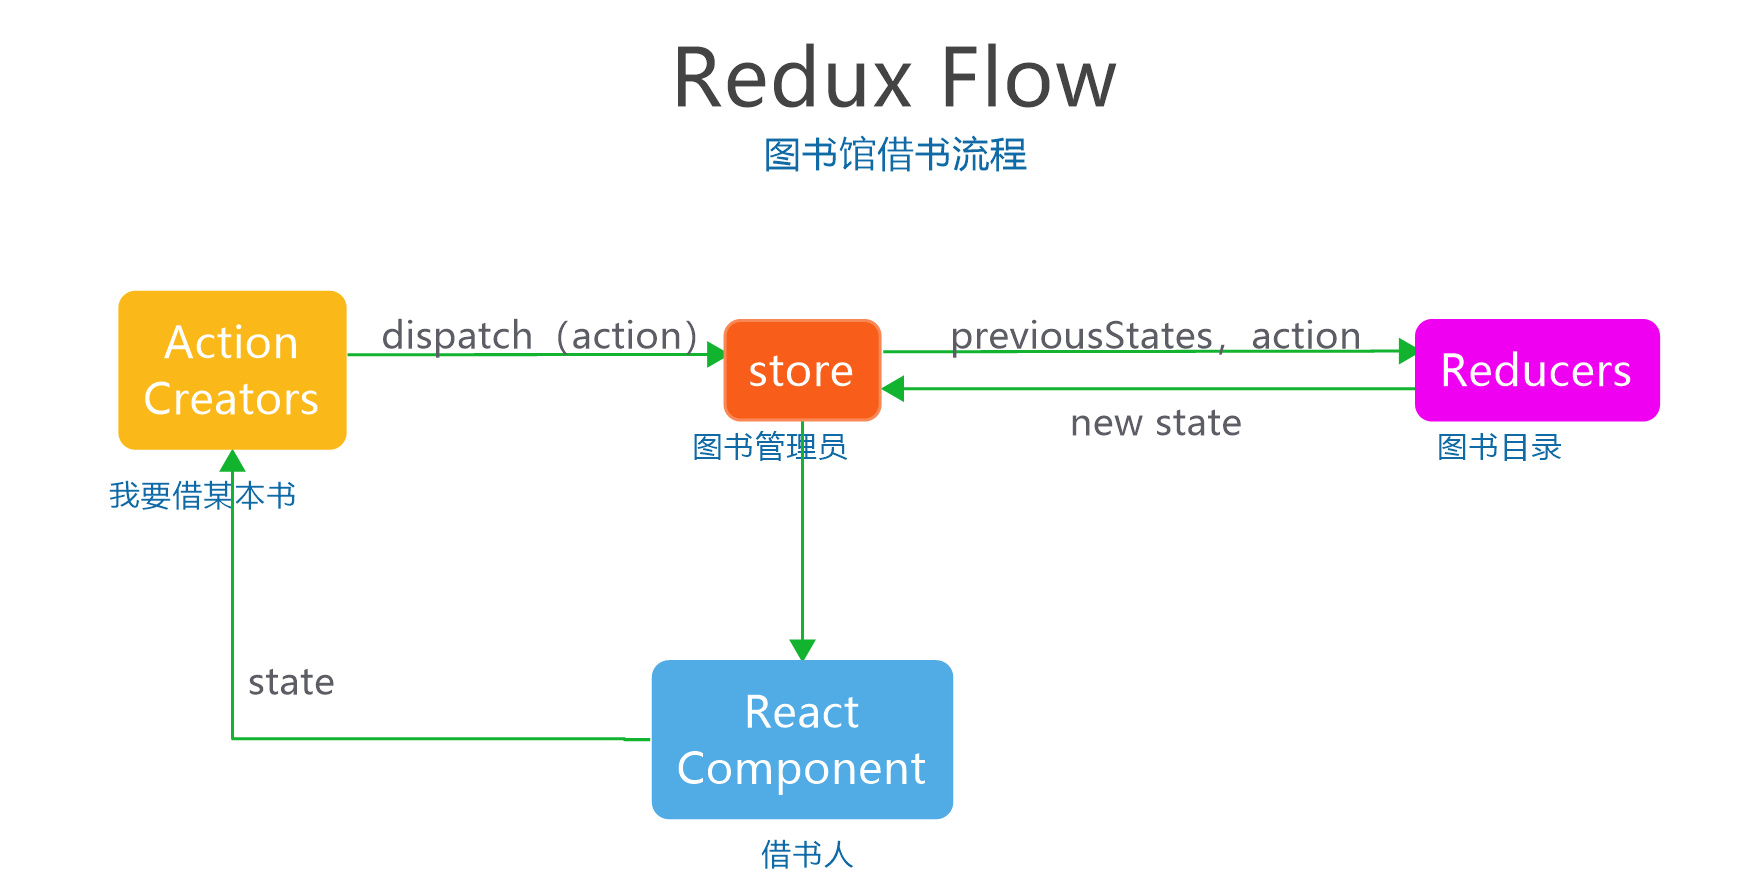 Redux Flow
图书馆借书流程
Action
Creators
dispatch（action）
store
previousStates，action
Reducers
new state
图书管理员
图书目录
我要借某本书
state
React
Component
借书人